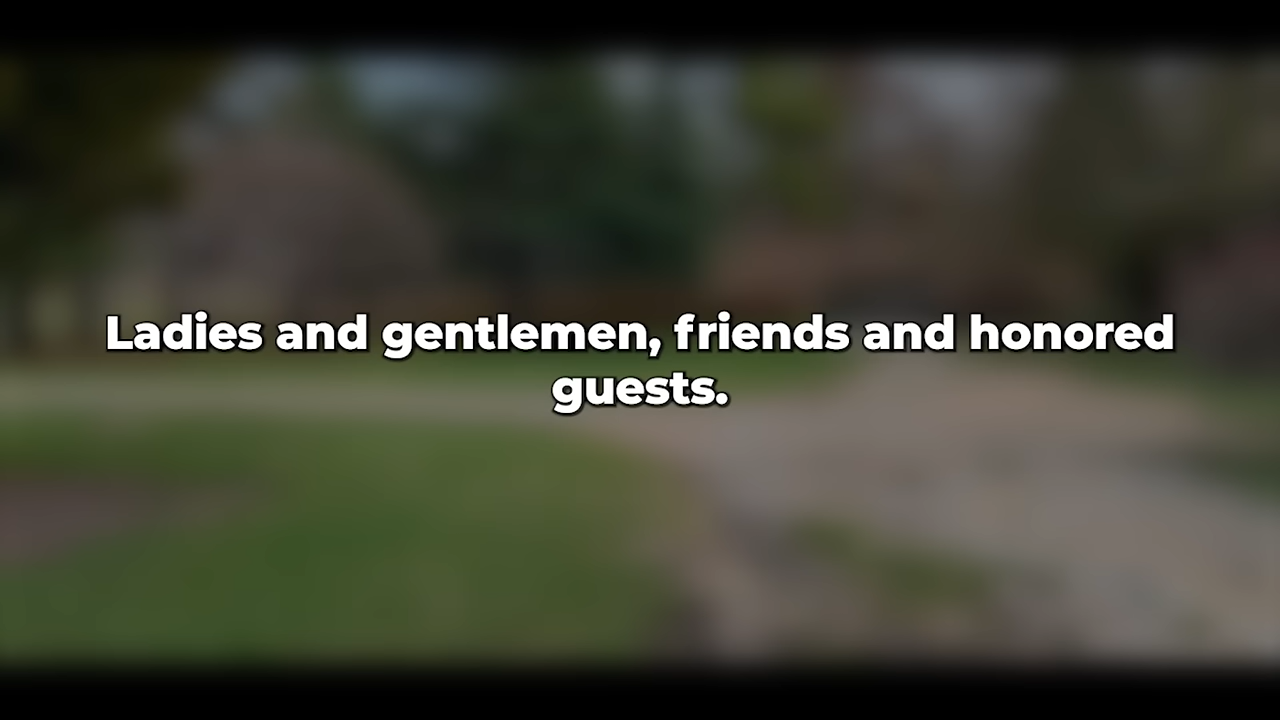 Ladies and gentlemen, friends and honored
guests.